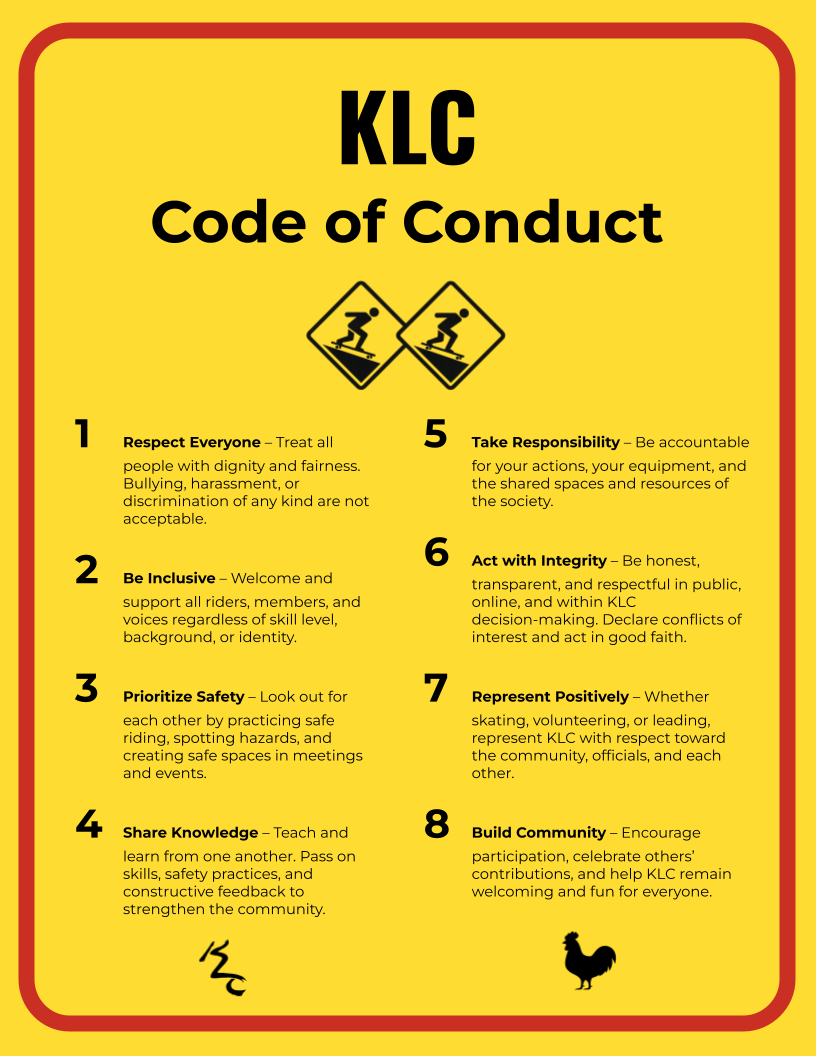 KLC
Code of Conduct
1
Respect Everyone – Treat all
people with dignity and fairness.
Bullying, harassment, or
discrimination of any kind are not
acceptable.
2
Be Inclusive – Welcome and
support all riders, members, and
voices regardless of skill level,
background, or identity.
3
Prioritize Safety – Look out for
each other by practicing safe
riding, spotting hazards, and
creating safe spaces in meetings
and events.
4
Share Knowledge – Teach and
learn from one another. Pass on
skills, safety practices, and
constructive feedback to
strengthen the community.
5
Take Responsibility – Be accountable
for your actions, your equipment, and
the shared spaces and resources of
the society.
6
Act with Integrity – Be honest,
transparent, and respectful in public,
online, and within KLC
decision-making. Declare conflicts of
interest and act in good faith.
7
Represent Positively – Whether
skating, volunteering, or leading,
represent KLC with respect toward
the community, officials, and each
other.
8
Build Community – Encourage
participation, celebrate others’
contributions, and help KLC remain
welcoming and fun for everyone.
KLC